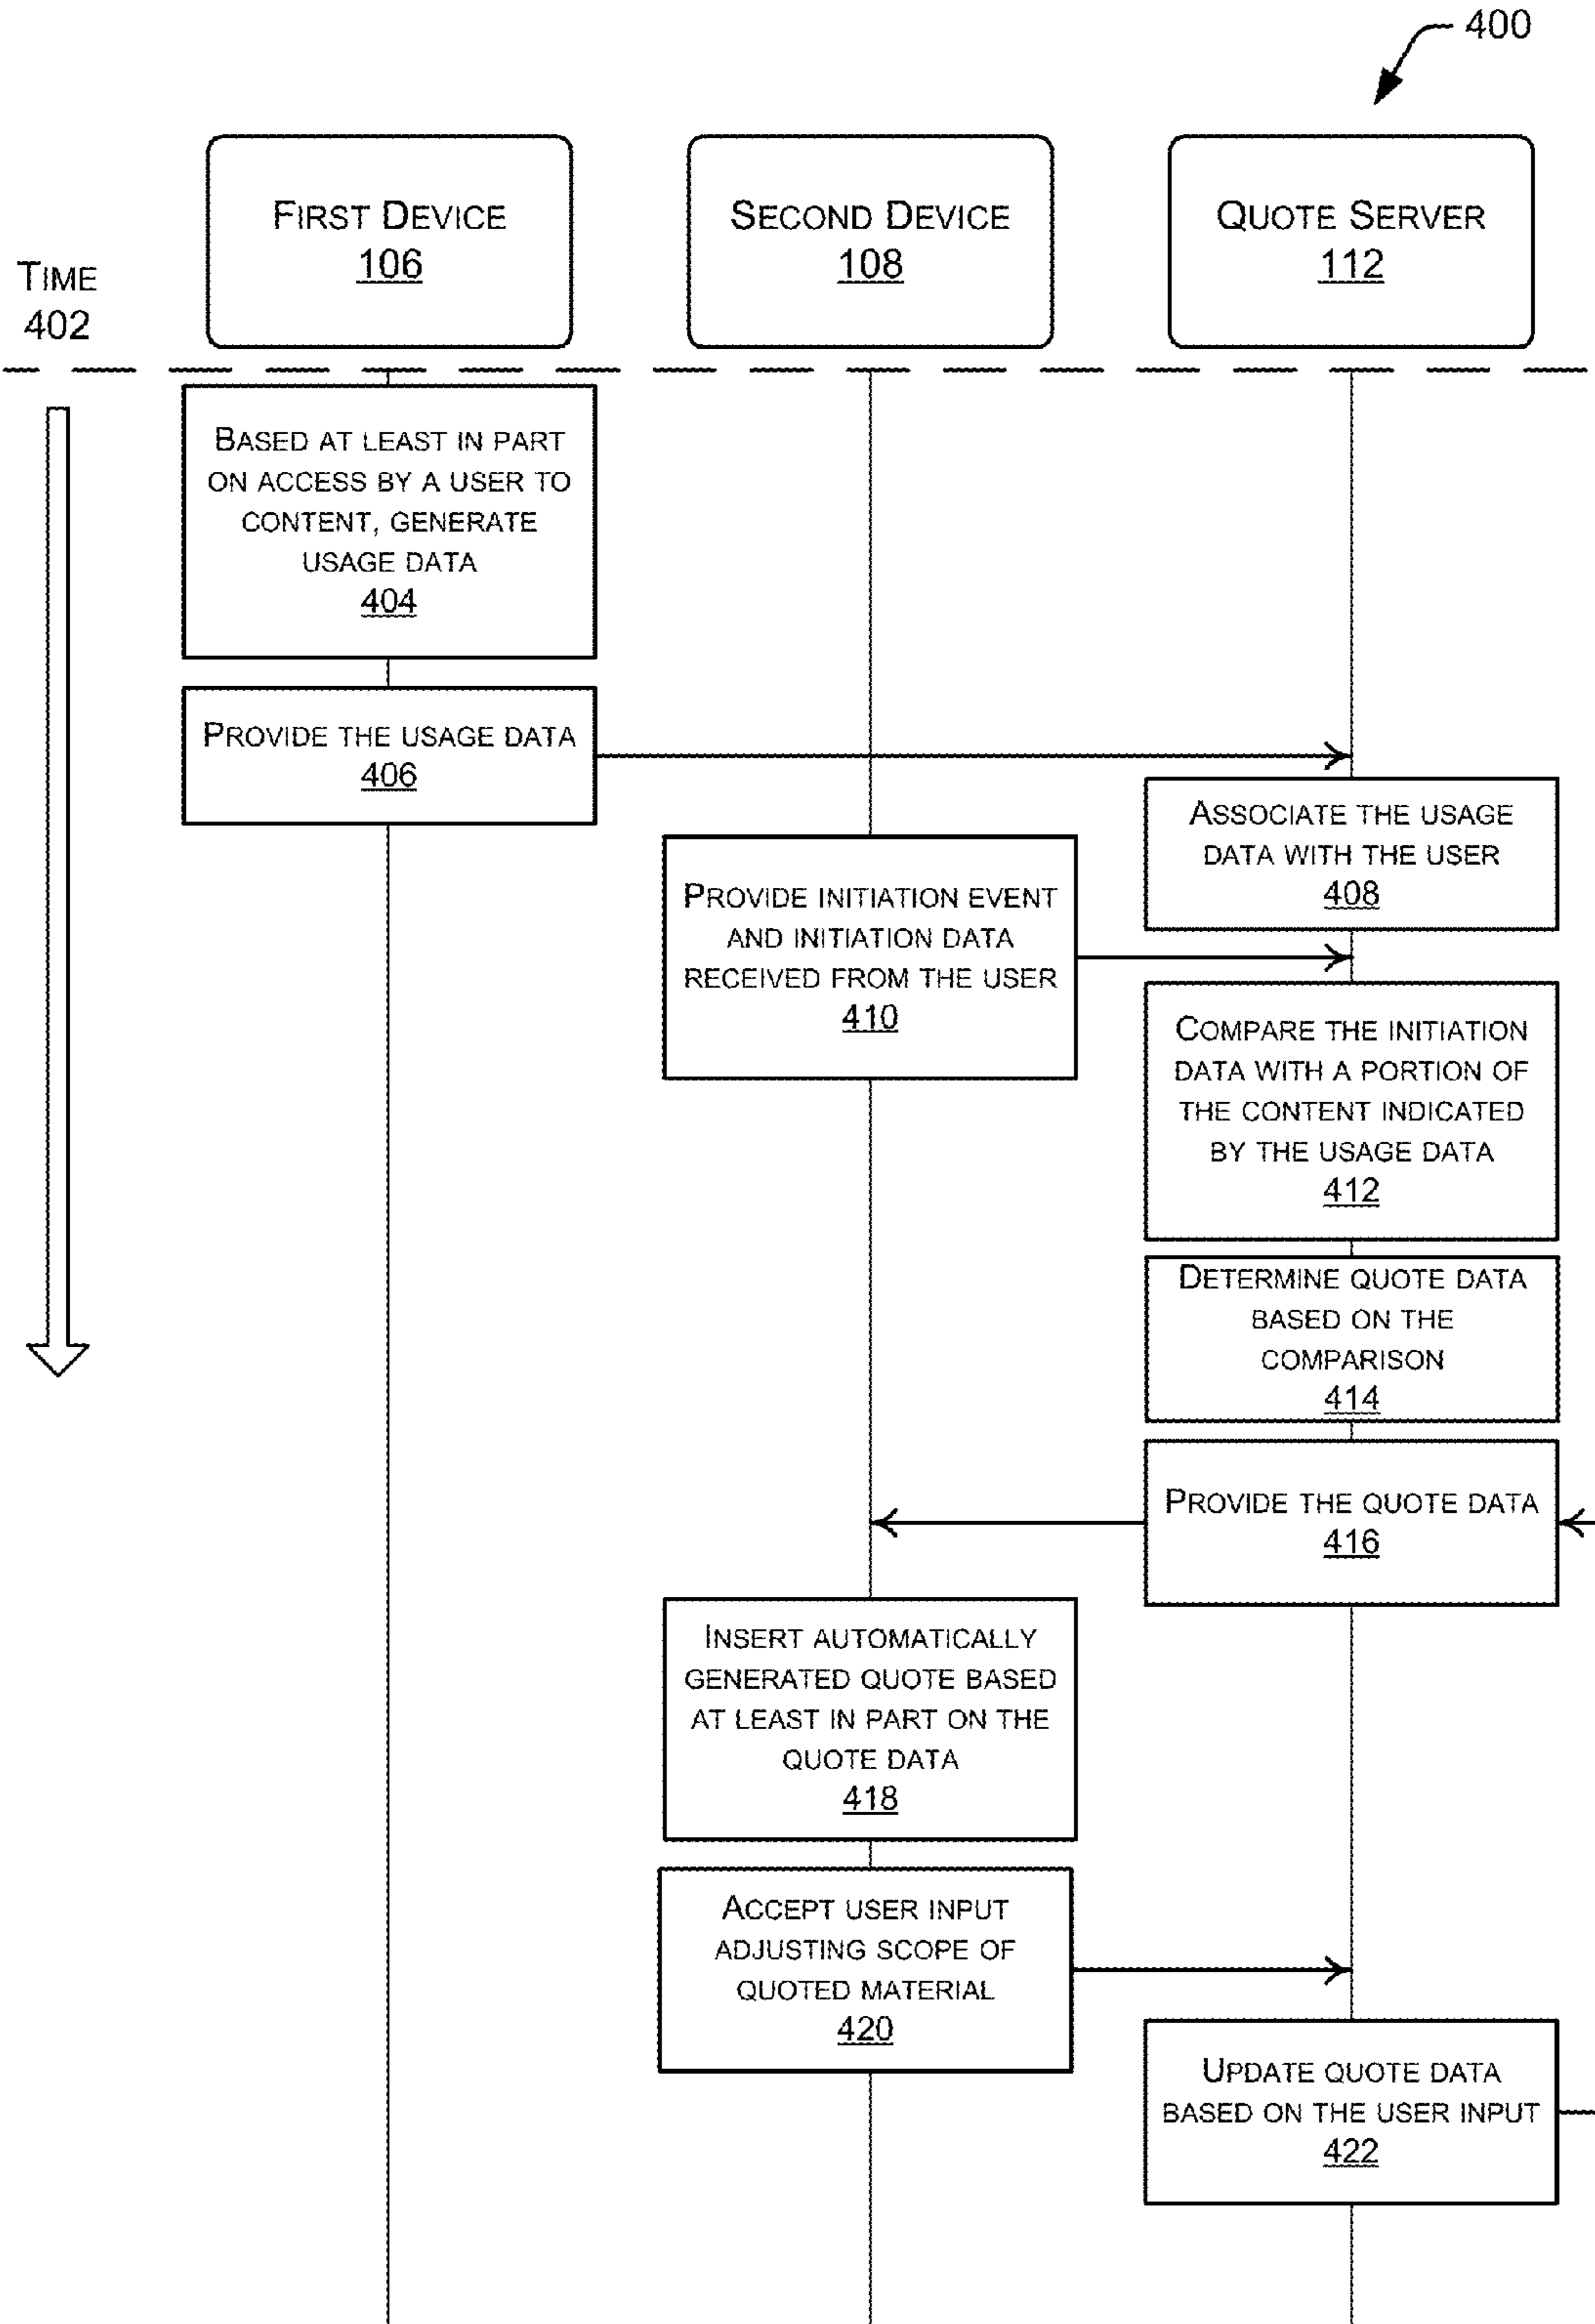 400
FIRST DEVICE
106
SECOND DEVICE
108
QUOTE SERVER
112
TIME
402
BASED AT LEAST IN PART
ON ACCESS BY A USER TO
CONTENT, GENERATE
USAGE DATA
404
PROVIDE THE USAGE DATA
406
ASSOCIATE THE USAGE
DATA WITH THE USER
408
PROVIDE INITIATION EVENT
AND INITIATION DATA
RECEIVED FROM THE USER
410
COMPARE THE INITIATION
DATA WITH A PORTION OF
THE CONTENT INDICATED
BY THE USAGE DATA
412
DETERMINE QUOTE DATA
BASED ON THE
COMPARISON
414
PROVIDE THE QUOTE DATA
416
INSERT AUTOMATICALLY
GENERATED QUOTE BASED
AT LEAST IN PART ON THE
QUOTE DATA
418
ACCEPT USER INPUT
ADJUSTING SCOPE OF
QUOTED MATERIAL
420
UPDATE QUOTE DATA
BASED ON THE USER INPUT
422